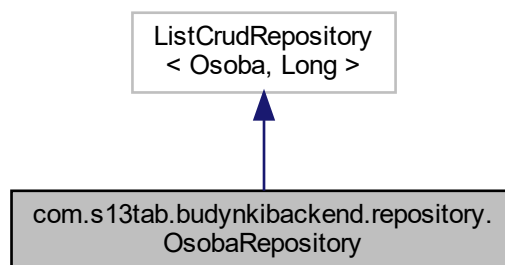 ListCrudRepository
< Osoba, Long >
com.s13tab.budynkibackend.repository.
OsobaRepository